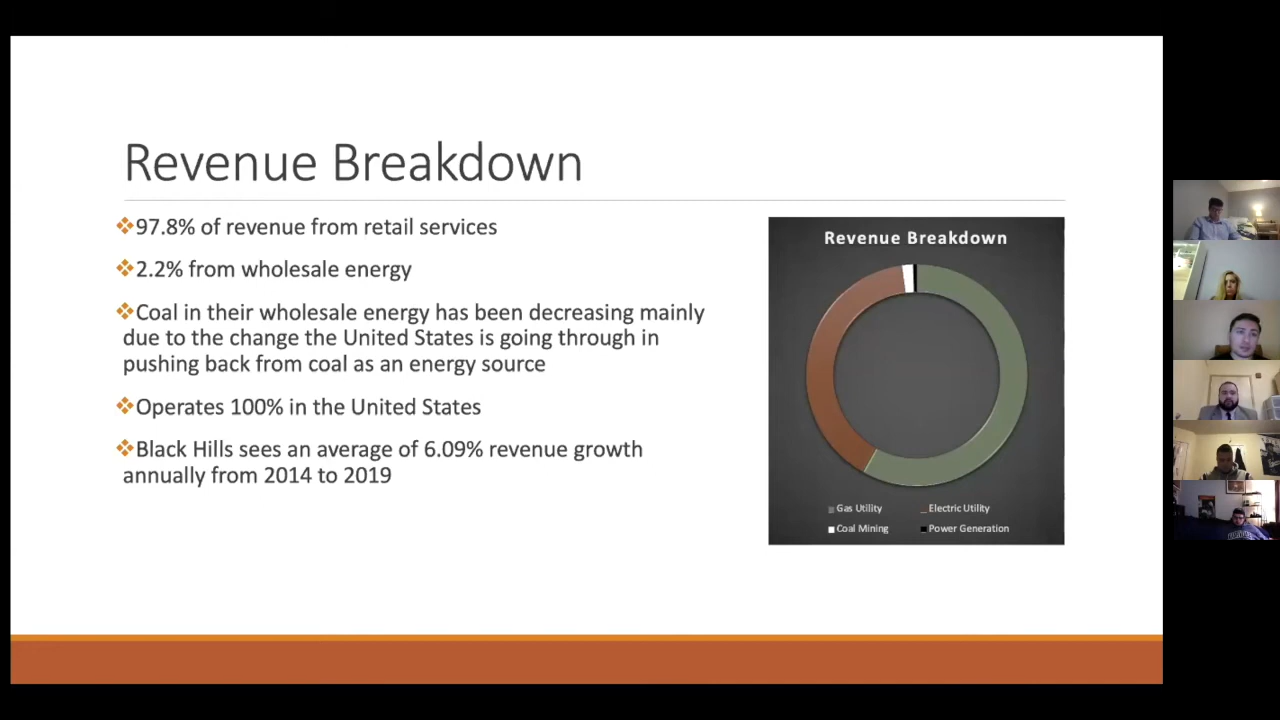 Revenue Breakdown
❖97.8% of revenue from retail services
❖2.2% from wholesale energy
❖Coal in their wholesale energy has been decreasing mainly
due to the change the United States is going through in
pushing back from coal as an energy source
❖Operates 100% in the United States
❖Black Hills sees an average of 6.09% revenue growth
annually from 2014 to 2019
Revenue Breakdown
Gas Utility
Electric Utility
Coal Mining
Power Generation